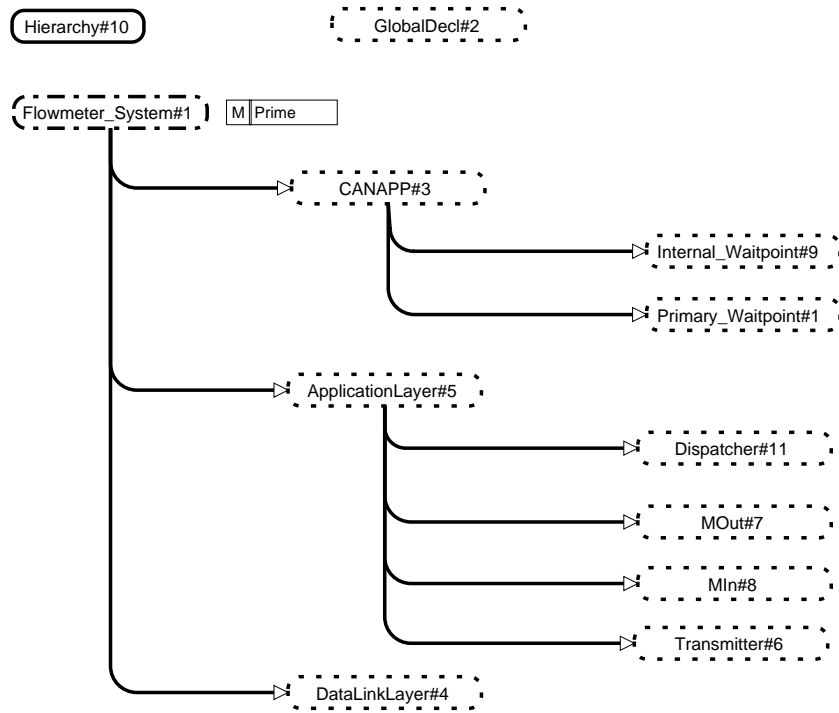 Hierarchy#10
GlobalDecl#2
Flowmeter_System#1
M Prime
CANAPP#3
Internal_Waitpoint#9
Primary_Waitpoint#1
ApplicationLayer#5
Dispatcher#11
MOut#7
MIn#8
Transmitter#6
DataLinkLayer#4